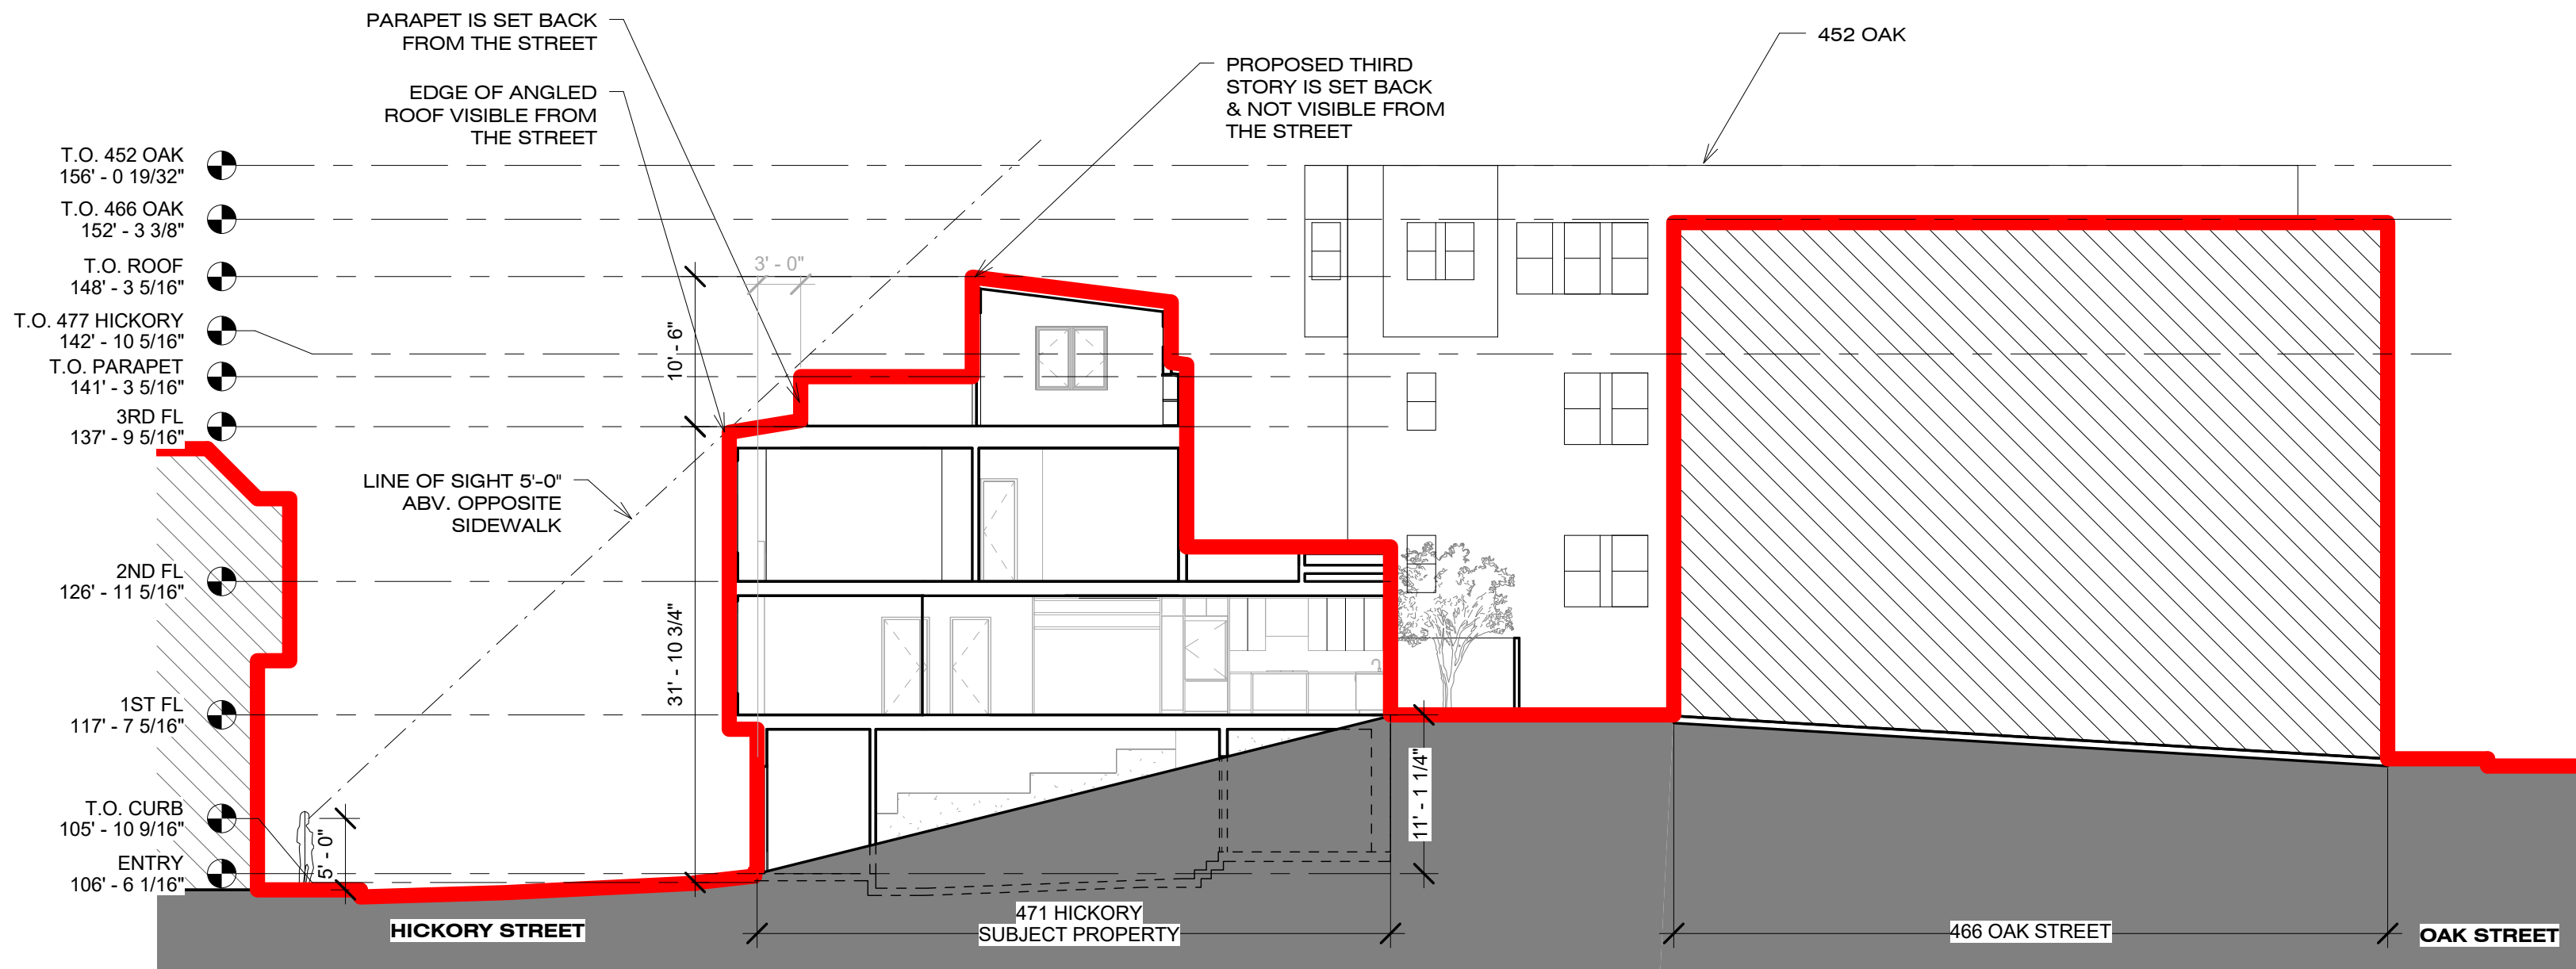 PARAPET IS SET BACK
FROM THE STREET
EDGE OF ANGLED
ROOF VISIBLE FROM
THE STREET
PROPOSED THIRD
STORY IS SET BACK
& NOT VISIBLE FROM
THE STREET
452 OAK
T.O. 452 OAK
156' - 0 19/32"
T.O. 466 OAK
152' - 3 3/8"
T.O. ROOF
148' - 3 5/16"
T.O. 477 HICKORY
142' - 10 5/16"
T.O. PARAPET
141' - 3 5/16"
3RD FL
137' - 9 5/16"
2ND FL
126' - 11 5/16"
1ST FL
117' - 7 5/16"
T.O. CURB
105' - 10 9/16"
ENTRY
106' - 6 1/16"
3' - 0"
10' - 6"
LINE OF SIGHT 5'-0"
ABV. OPPOSITE
SIDEWALK
31' - 10 3/4"
5' - 0"
11' - 1 1/4"
HICKORY STREET
471 HICKORY
SUBJECT PROPERTY
466 OAK STREET
OAK STREET